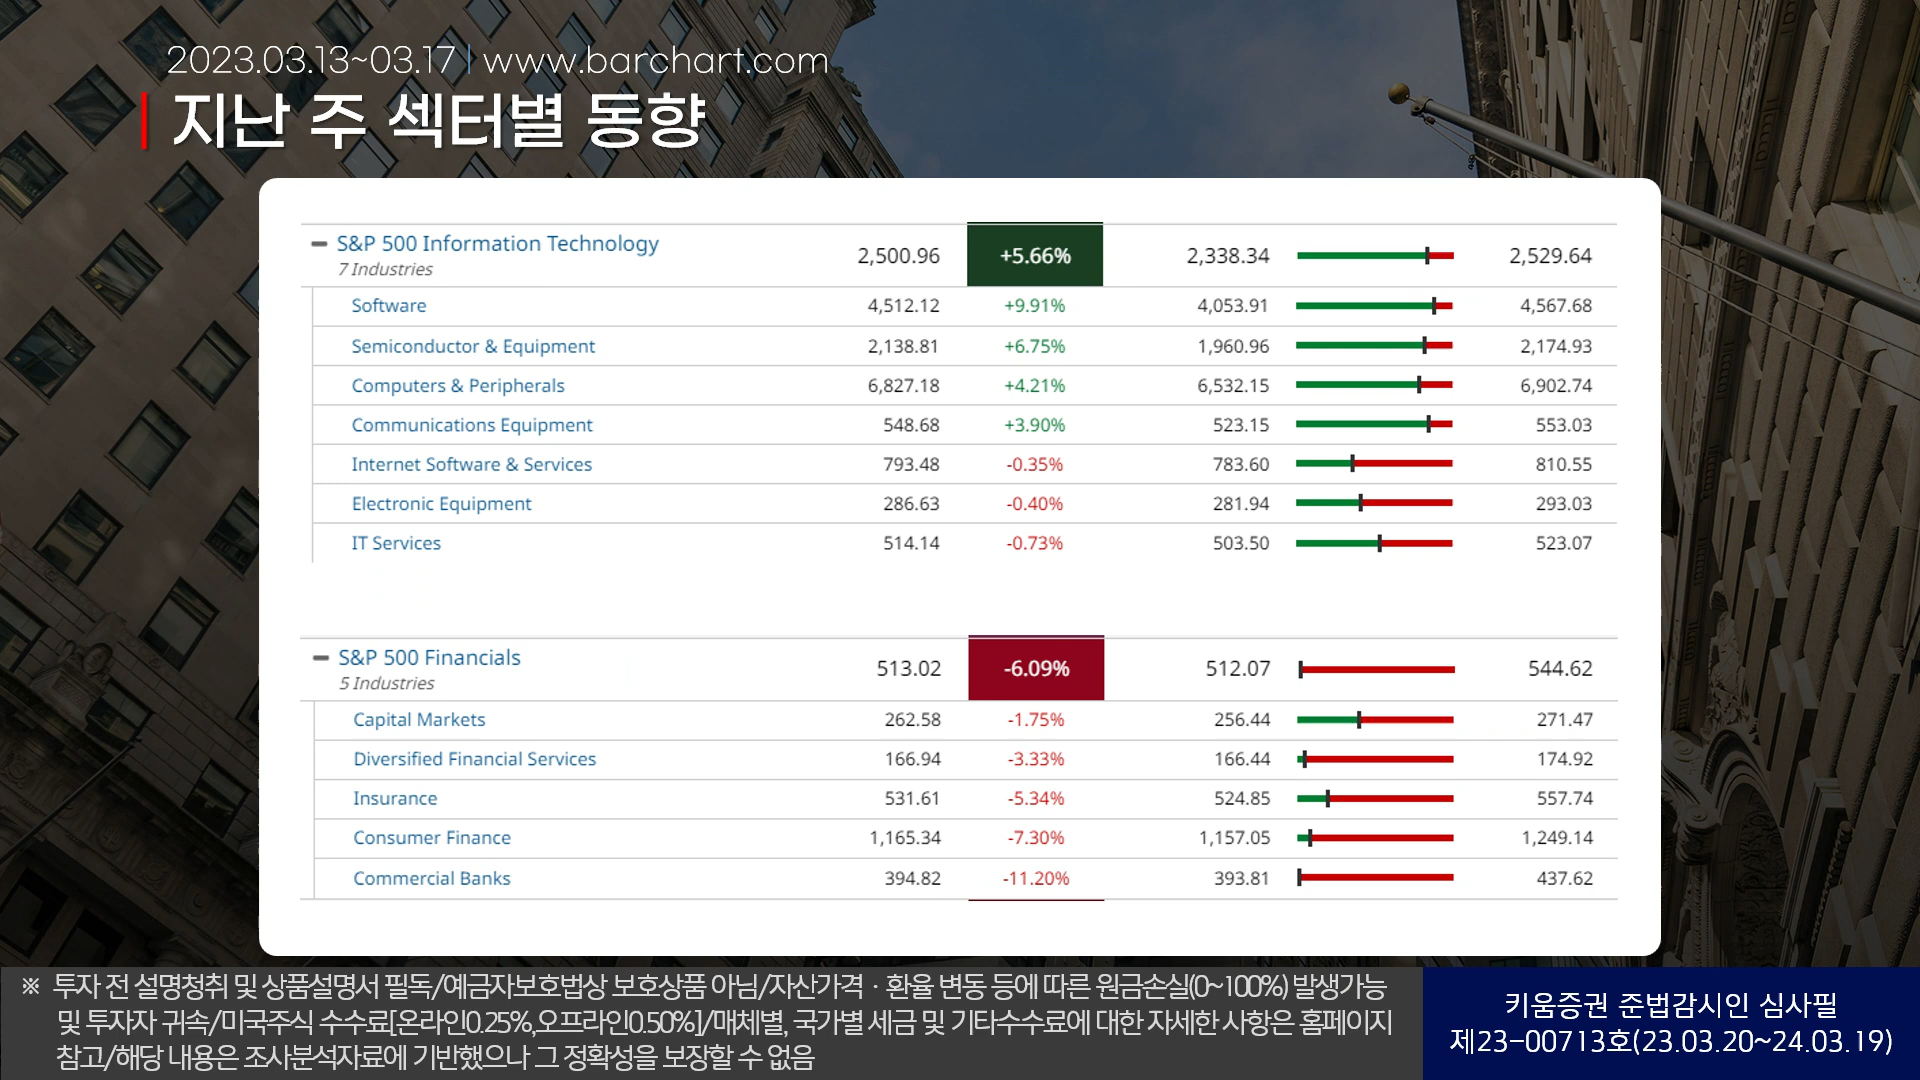 2023.03.13~03.17 | www.barchart.com
지난 주 섹터별 동향
S&P 500 Information Technology 2,500.96 +5.66% 2,338.34 2,529.64
7 Industries
Software 4,512.12 +9.91% 4,053.91 4,567.68
Semiconductor & Equipment 2,138.81 +6.75% 1,960.96 2,174.93
Computers & Peripherals 6,827.18 +4.21% 6,532.15 6,902.74
Communications Equipment 548.68 +3.90% 523.15 553.03
Internet Software & Services 793.48 -0.35% 783.60 810.55
Electronic Equipment 286.63 -0.40% 281.94 293.03
IT Services 514.14 -0.73% 503.50 523.07
S&P 500 Financials 513.02 -6.09% 512.07 544.62
5 Industries
Capital Markets 262.58 -1.75% 256.44 271.47
Diversified Financial Services 166.94 -3.33% 166.44 174.92
Insurance 531.61 -5.34% 524.85 557.74
Consumer Finance 1,165.34 -7.30% 1,157.05 1,249.14
Commercial Banks 394.82 -11.20% 393.81 437.62
※ 투자 전 설명청취 및 상품설명서 필독/예금자보호법상 보호상품 아님/자산가격 · 환율 변동 등에 따른 원금손실(0~100%) 발생가능
및 투자자 귀속/미국주식 수수료[온라인0.25%,오프라인0.50%]/매체별, 국가별 세금 및 기타수수료에 대한 자세한 사항은 홈페이지
참고/해당 내용은 조사분석자료에 기반했으나 그 정확성을 보장할 수 없음
키움증권 준법감시인 심사필
제23-00713호(23.03.20~24.03.19)